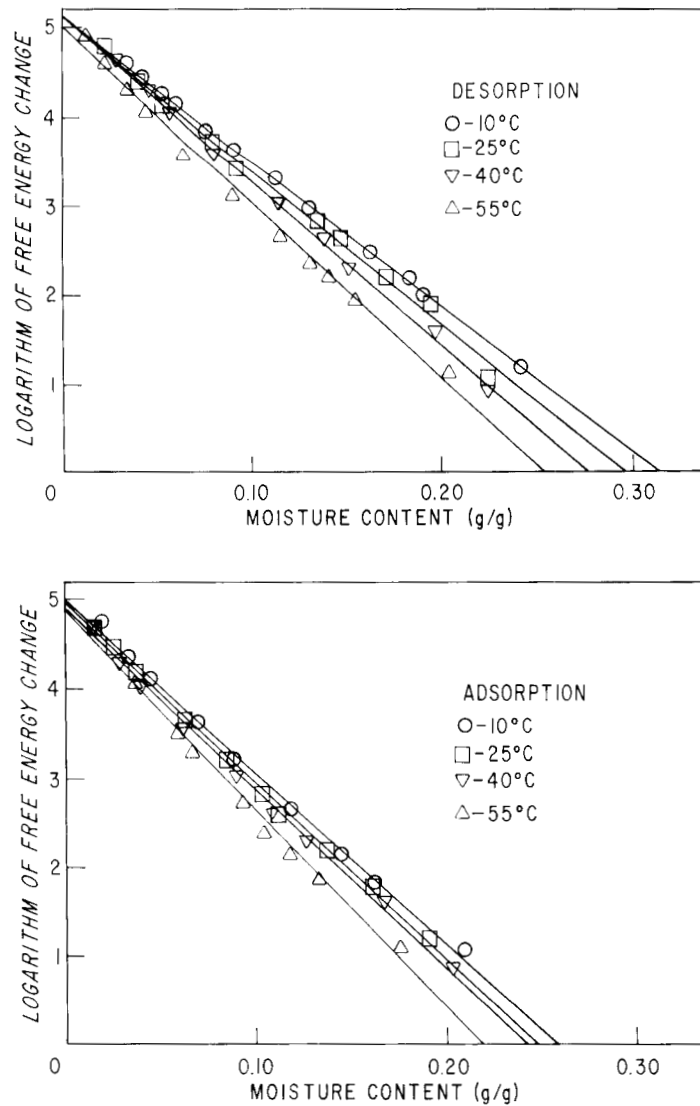 LOGARITHM OF FREE ENERGY CHANGE
5
4
3
2
1
0
0.10
0.20
0.30
MOISTURE CONTENT (g/g)
DESORPTION
○-10°C
□-25°C
▽-40°C
△-55°C
LOGARITHM OF FREE ENERGY CHANGE
5
4
3
2
1
0
0.10
0.20
0.30
MOISTURE CONTENT (g/g)
ADSORPTION
○-10°C
□-25°C
▽-40°C
△-55°C